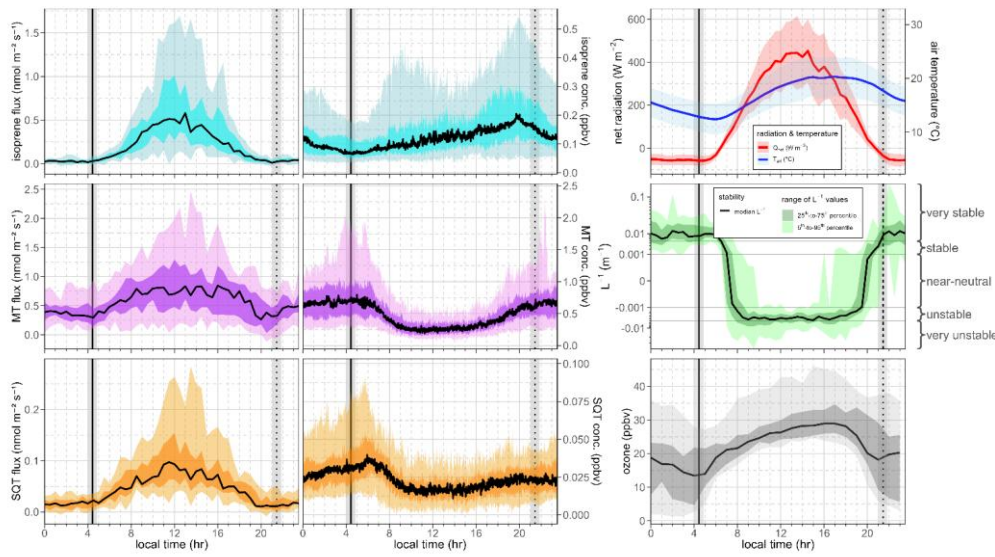 isoprene flux (nmol m⁻² s⁻¹)
1.5
1.0
0.5
0.0
isoprene conc. (ppbv)
0.5
0.4
0.3
0.2
0.1
0.0
net radiation (W m⁻²)
600
400
200
0
air temperature (°C)
30
20
10
radiation & temperature
(W m⁻²)
(°C)
MT flux (nmol m⁻² s⁻¹)
2.5
2.0
1.5
1.0
0.5
0.0
MT conc. (ppbv)
2.5
2.0
1.5
1.0
0.5
0.0
L⁻¹ (m⁻¹)
0.1
0.01
0.001
-0.001
-0.01
stability
median L⁻¹
range of L⁻¹ values
25ᵗʰ-to-75ᵗʰ percentile
5ᵗʰ-to-95ᵗʰ percentile
very stable
stable
near-neutral
unstable
very unstable
SQT flux (nmol m⁻² s⁻¹)
0.2
0.1
0.0
SQT conc. (ppbv)
0.100
0.075
0.050
0.025
0.000
ozone (ppbv)
40
30
20
10
0
0 4 8 12 16 20
local time (hr)
0 4 8 12 16 20
local time (hr)
0 4 8 12 16 20
local time (hr)